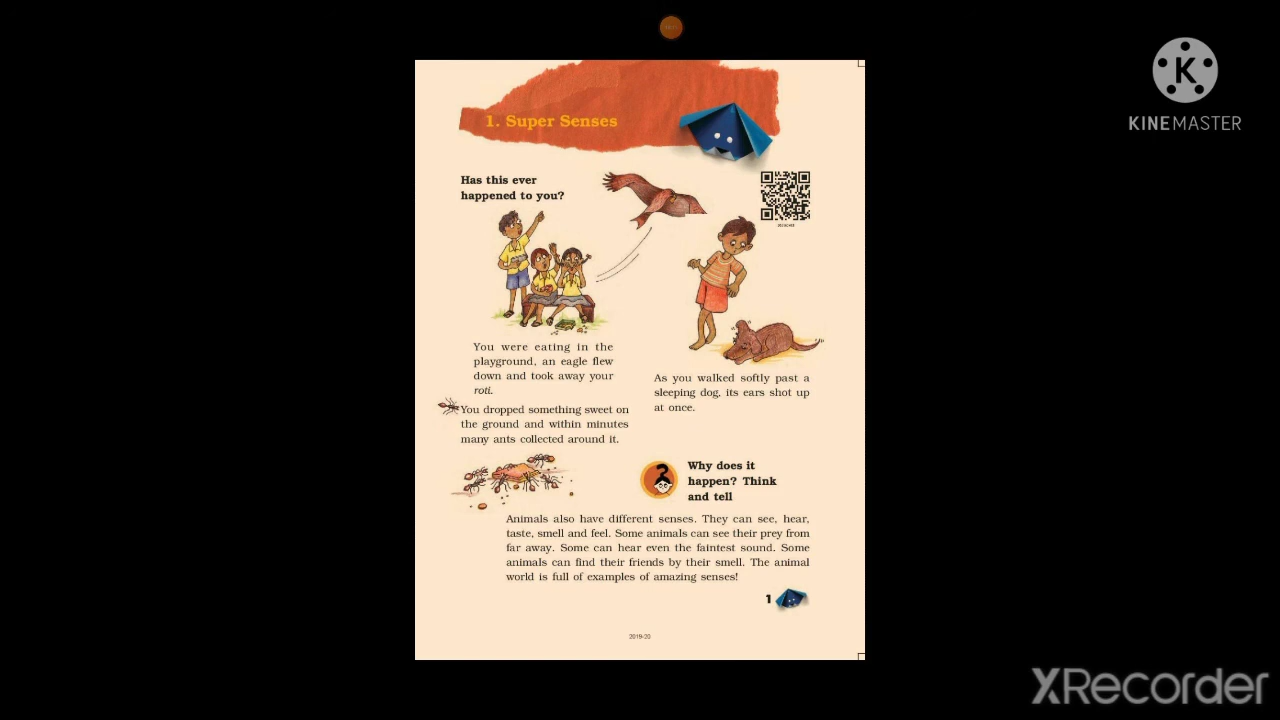 K
KINEMASTER
1. Super Senses
Has this ever
happened to you?
You were eating in the
playground, an eagle flew
down and took away your
roti.
As you walked softly past a
sleeping dog, its ears shot up
at once.
You dropped something sweet on
the ground and within minutes
many ants collected around it.
Why does it
happen? Think
and tell
Animals also have different senses. They can see, hear,
taste, smell and feel. Some animals can see their prey from
far away. Some can hear even the faintest sound. Some
animals can find their friends by their smell. The animal
world is full of examples of amazing senses!
1
2019-20
XRecorder